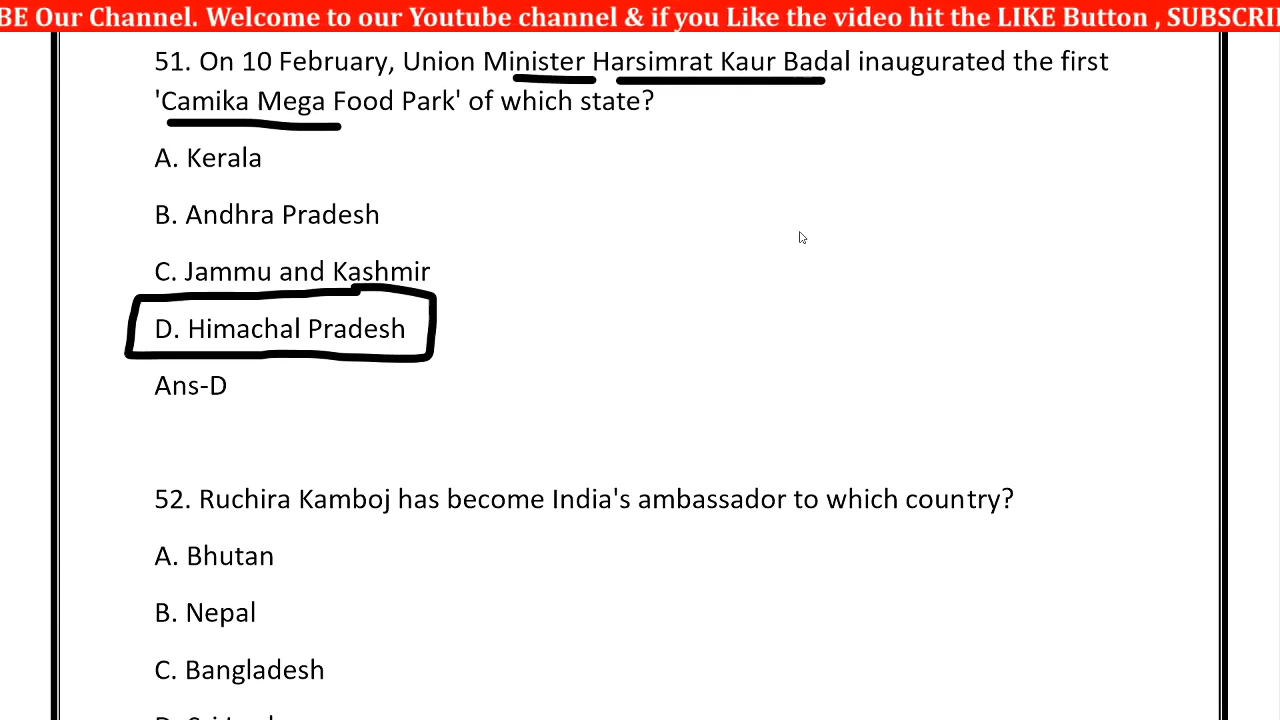 BE Our Channel. Welcome to our Youtube channel & if you Like the video hit the LIKE Button , SUBSCRI
51. On 10 February, Union Minister Harsimrat Kaur Badal inaugurated the first
'Camika Mega Food Park' of which state?
A. Kerala
B. Andhra Pradesh
C. Jammu and Kashmir
D. Himachal Pradesh
Ans-D
52. Ruchira Kamboj has become India's ambassador to which country?
A. Bhutan
B. Nepal
C. Bangladesh